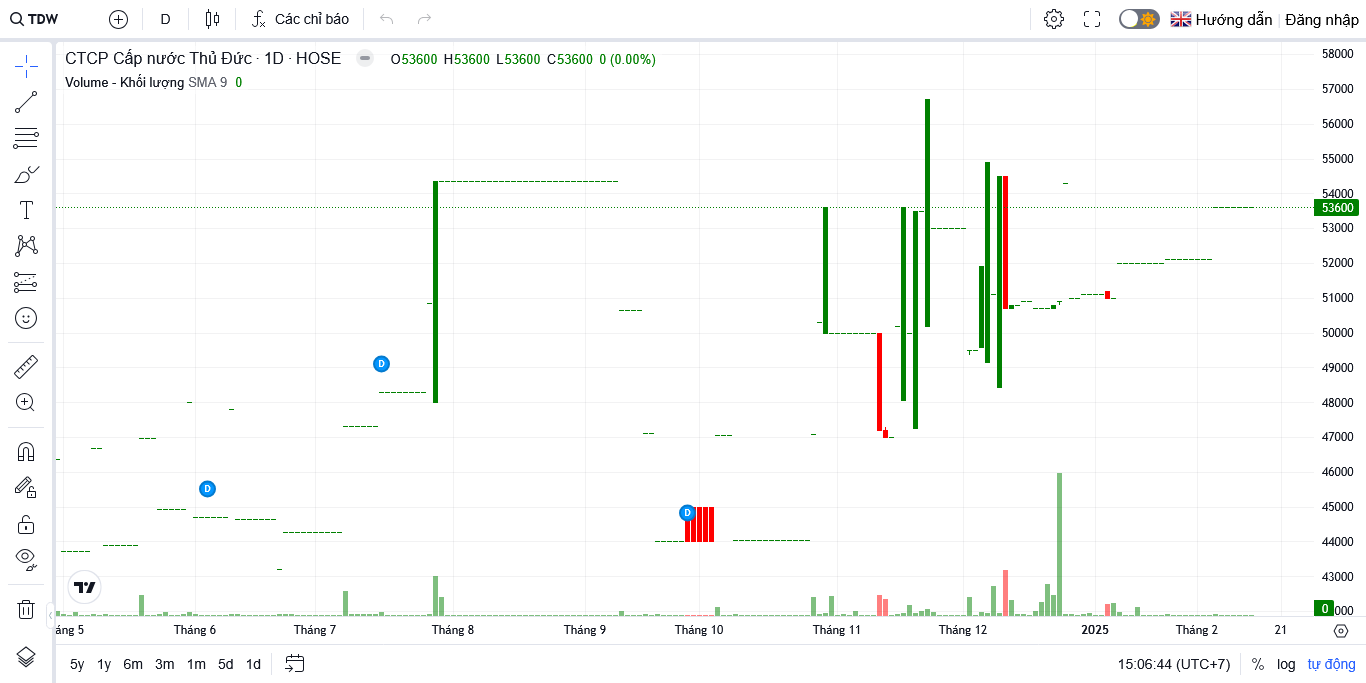 TDW D Các chỉ báo Hướng dẫn Đăng nhập
CTCP Cấp nước Thủ Đức · 1D · HOSE O53600 H53600 L53600 C53600 0 (0.00%)
Volume - Khối lượng SMA 9 0
58000
57000
56000
55000
54000
53600
53000
52000
51000
50000
49000
48000
47000
46000
45000
44000
43000
0 000
D
D
D
áng 5 Tháng 6 Tháng 7 Tháng 8 Tháng 9 Tháng 10 Tháng 11 Tháng 12 2025 Tháng 2 21
5y 1y 6m 3m 1m 5d 1d 15:06:44 (UTC+7) % log tự động